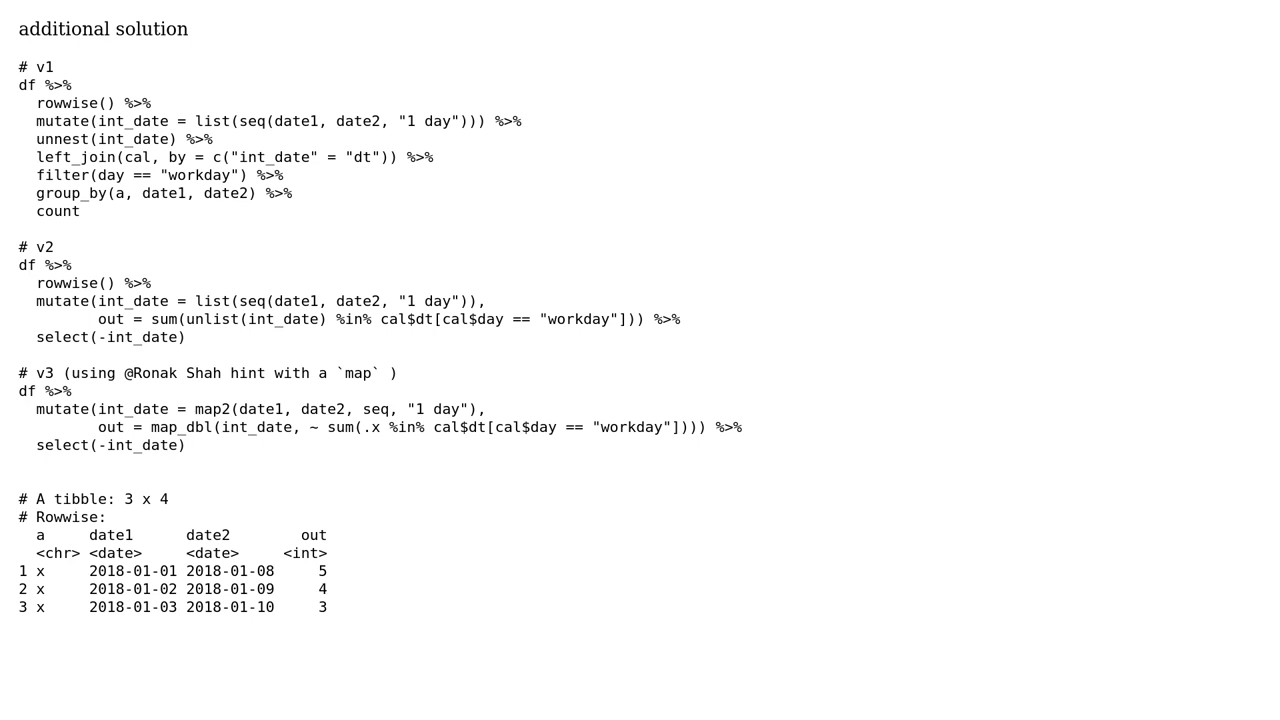 additional solution
# v1
df %>%
  rowwise() %>%
  mutate(int_date = list(seq(date1, date2, "1 day"))) %>%
  unnest(int_date) %>%
  left_join(cal, by = c("int_date" = "dt")) %>%
  filter(day == "workday") %>%
  group_by(a, date1, date2) %>%
  count
# v2
df %>%
  rowwise() %>%
  mutate(int_date = list(seq(date1, date2, "1 day")),
         out = sum(unlist(int_date) %in% cal$dt[cal$day == "workday"])) %>%
  select(-int_date)
# v3 (using @Ronak Shah hint with a `map` )
df %>%
  mutate(int_date = map2(date1, date2, seq, "1 day"),
         out = map_dbl(int_date, ~ sum(.x %in% cal$dt[cal$day == "workday"]))) %>%
  select(-int_date)
# A tibble: 3 x 4
# Rowwise:
  a     date1      date2        out
  <chr> <date>     <date>     <int>
1 x     2018-01-01 2018-01-08     5
2 x     2018-01-02 2018-01-09     4
3 x     2018-01-03 2018-01-10     3